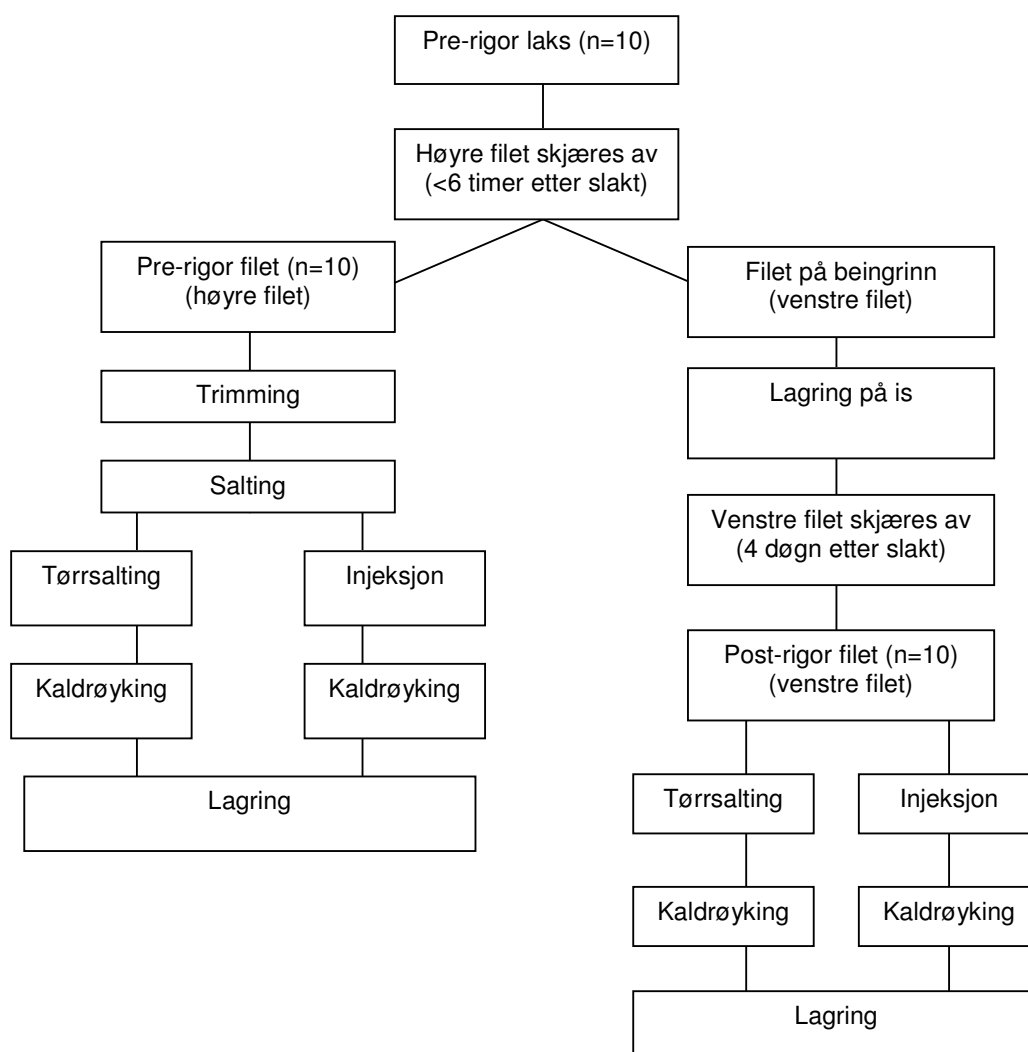 Pre-rigor laks (n=10)
Høyre filet skjæres av
(<6 timer etter slakt)
Pre-rigor filet (n=10)
(høyre filet)
Trimming
Salting
Tørrsalting
Injeksjon
Kaldrøyking
Kaldrøyking
Lagring
Filet på beingrinn
(venstre filet)
Lagring på is
Venstre filet skjæres av
(4 døgn etter slakt)
Post-rigor filet (n=10)
(venstre filet)
Tørrsalting
Injeksjon
Kaldrøyking
Kaldrøyking
Lagring